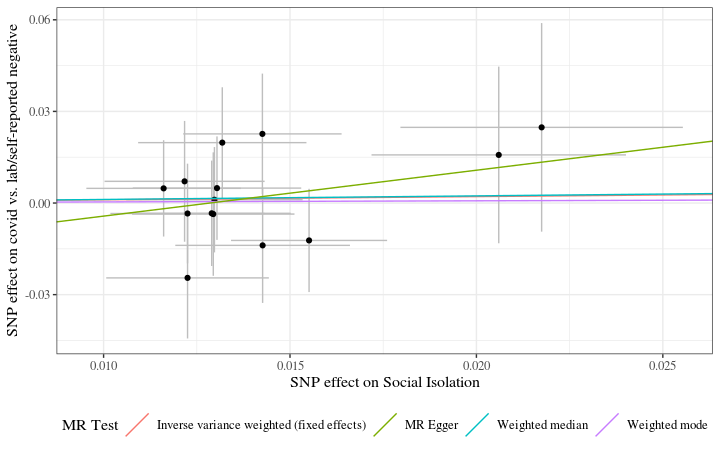 SNP effect on covid vs. lab/self-reported negative
0.06
0.03
0.00
-0.03
0.010
0.015
0.020
0.025
SNP effect on Social Isolation
MR Test
Inverse variance weighted (fixed effects)
MR Egger
Weighted median
Weighted mode